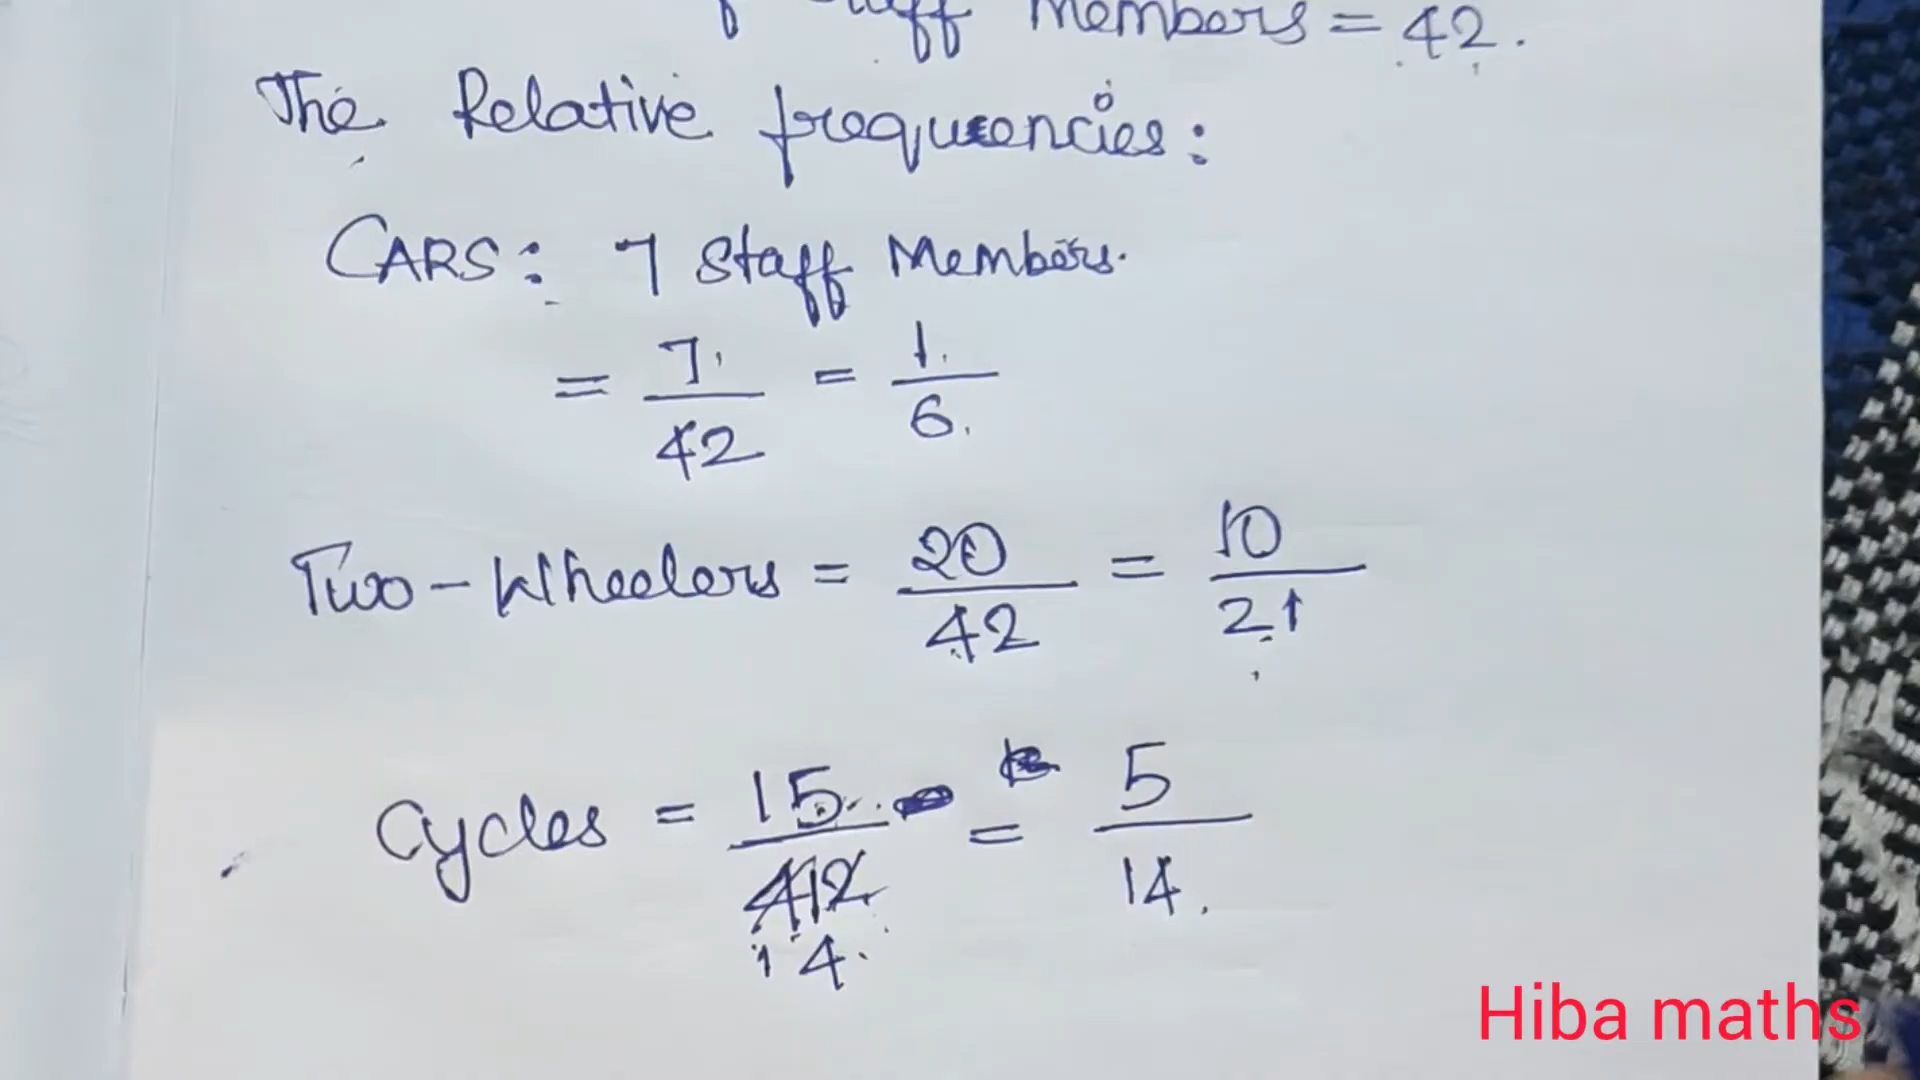 Staff Members = 42.
The Relative frequencies:
CARS: 7 Staff Members.
= 7/42 = 1/6.
Two-Wheelers = 20/42 = 10/21
Cycles = 15/42 = 5/14.
14.
Hiba maths